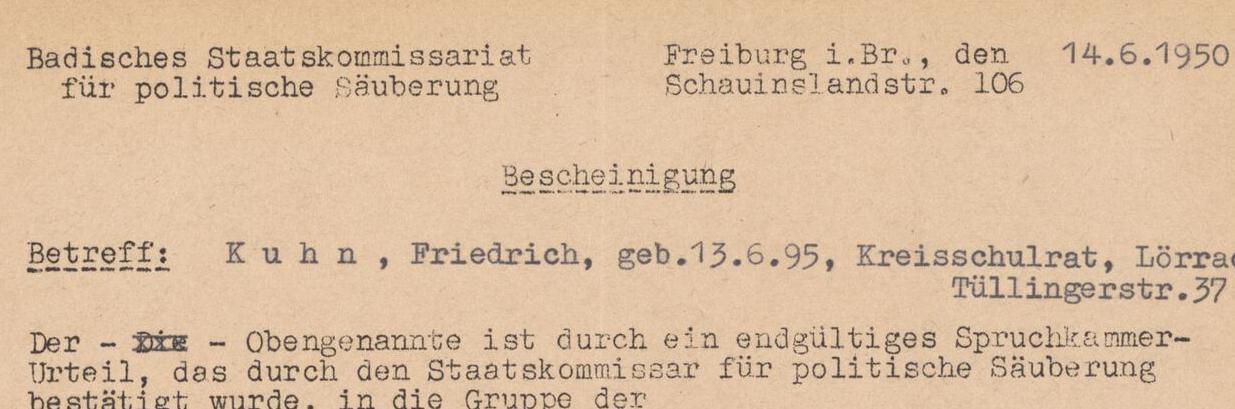 Badisches Staatskommissariat
für politische Säuberung
Freiburg i.Br., den 14.6.1950
Schauinslandstr. 106
Bescheinigung
Betreff: K u h n , Friedrich, geb.13.6.95, Kreisschulrat,
Tüllingerstr.37
Der - Die - Obengenannte ist durch ein endgültiges Spruchkammer-
Urteil, das durch den Staatskommissar für politische Säuberung
bestätigt wurde, in die Gruppe der